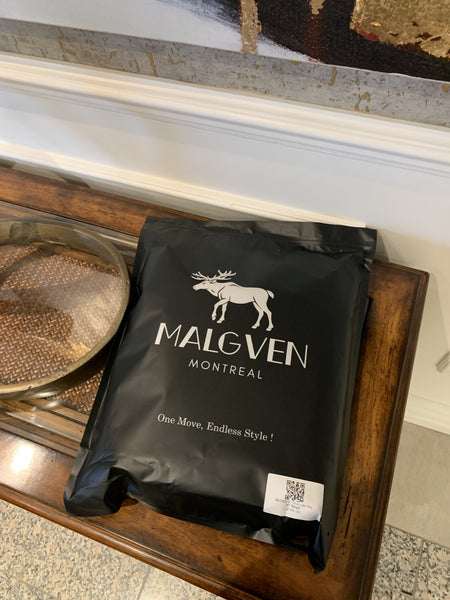 MALGVEN
MONTREAL
One Move, Endless Style !